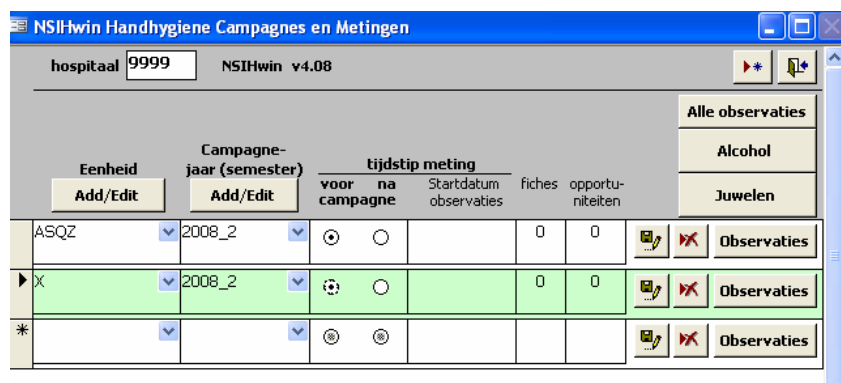 NSIHwin Handhygiene Campagnes en Metingen
hospitaal 9999 NSIHwin v4.08
Alle observaties
Alcohol
Juwelen
Eenheid
Add/Edit
Campagne-
jaar (semester)
Add/Edit
tijdstip meting
voor na
campagne
Startdatum
observaties
fiches
opportu-
niteiten
ASQZ 2008_2 0 0 Observaties
X 2008_2 0 0 Observaties
Observaties